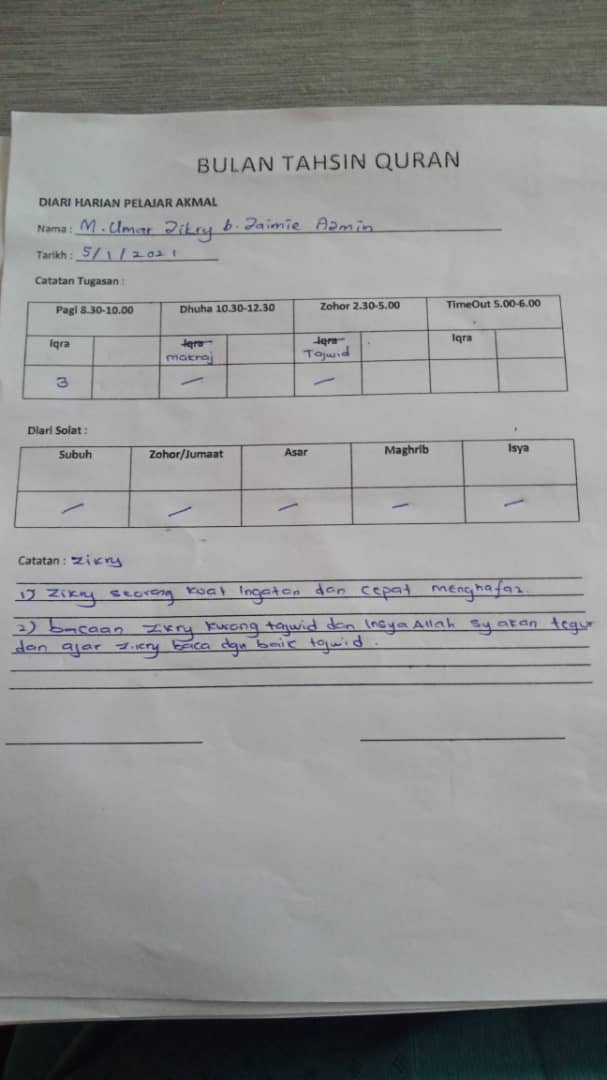 BULAN TAHSIN QURAN
DIARI HARIAN PELAJAR AKMAL
Nama : M. Umar Zikry b. Zaimie Azmin
Tarikh : 5/1/2021
Catatan Tugasan :
Pagi 8.30-10.00 Dhuha 10.30-12.30 Zohor 2.30-5.00 TimeOut 5.00-6.00
Iqra Iqra Iqra Iqra
makraj Tajwid
3 / /
Diari Solat :
Subuh Zohor/Jumaat Asar Maghrib Isya
/ / / / /
Catatan : Zikry
1) Zikry seorang kuat Ingatan dan cepat menghafaz.
2) bacaan Zikry kurang tajwid dan Insya Allah sy akan tegur
dan ajar Zikry baca dgn baik tajwid.